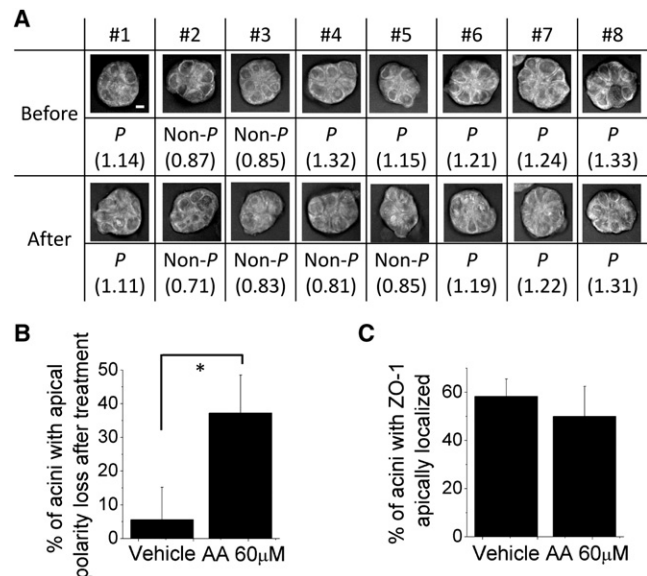 A
#1 #2 #3 #4 #5 #6 #7 #8
Before
P Non-P Non-P P P P P P
(1.14) (0.87) (0.85) (1.32) (1.15) (1.21) (1.24) (1.33)
After
P Non-P Non-P Non-P Non-P P P P
(1.11) (0.71) (0.83) (0.81) (0.85) (1.19) (1.22) (1.31)
B
% of acini with apical
polarity loss after treatment
50
40
30
20
10
0
*
Vehicle AA 60μM
C
% of acini with ZO-1
apically localized
60
40
20
0
Vehicle AA 60μM